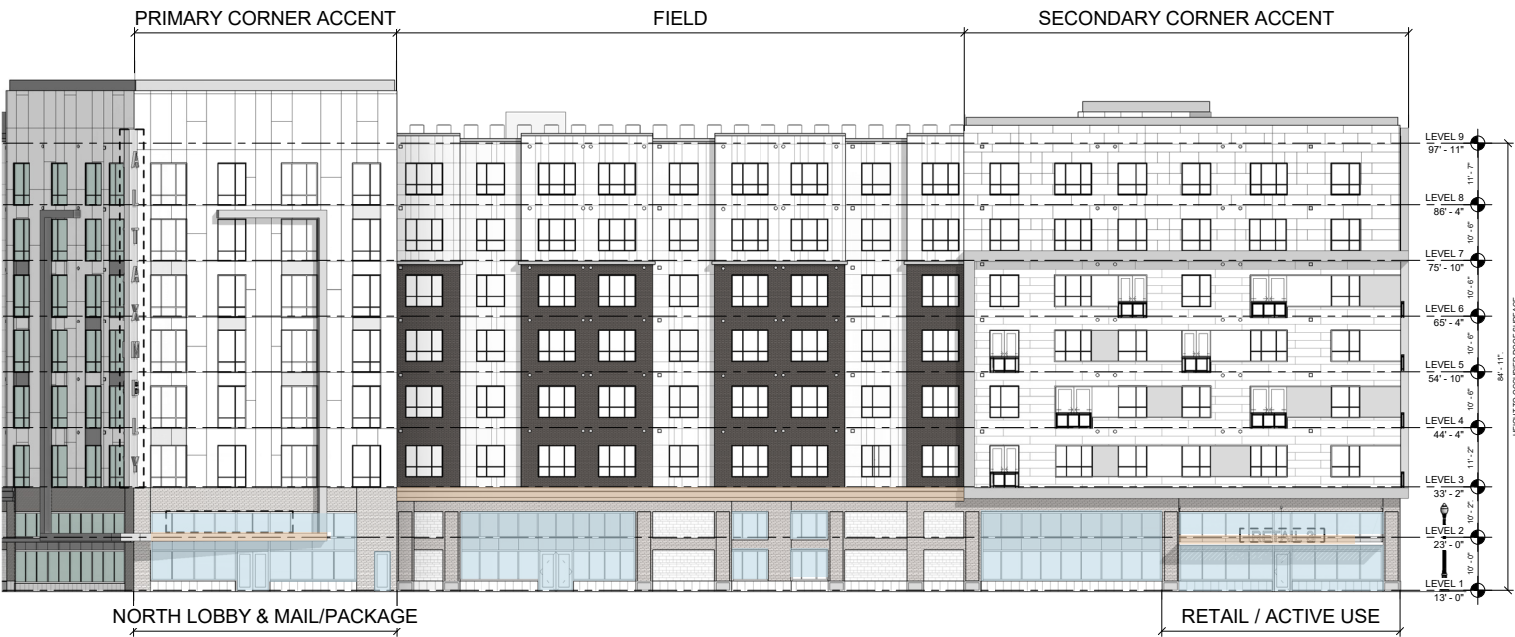 PRIMARY CORNER ACCENT
FIELD
SECONDARY CORNER ACCENT
LEVEL 9
97' - 11"
11' - 7"
LEVEL 8
86' - 4"
10' - 6"
LEVEL 7
75' - 10"
10' - 6"
LEVEL 6
65' - 4"
10' - 6"
LEVEL 5
54' - 10"
10' - 6"
LEVEL 4
44' - 4"
11' - 2"
LEVEL 3
33' - 2"
10' - 2"
LEVEL 2
23' - 0"
10' - 0"
LEVEL 1
13' - 0"
84' - 11"
RETAIL
NORTH LOBBY & MAIL/PACKAGE
RETAIL / ACTIVE USE